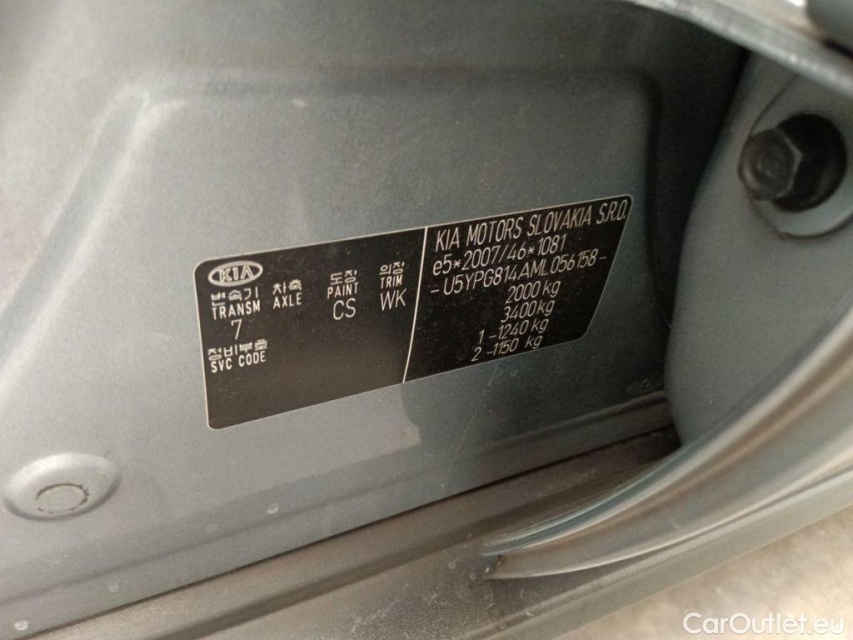 KIA
변속기 차축 도장 의장
TRANSM AXLE PAINT TRIM
7 CS WK
정비부호
SVC CODE
KIA MOTORS SLOVAKIA S.R.O.
e5*2007/46*1081
-U5YPG814AML056158-
2000 kg
3400 kg
1 -1240 kg
2 -1150 kg
CarOutlet.eu